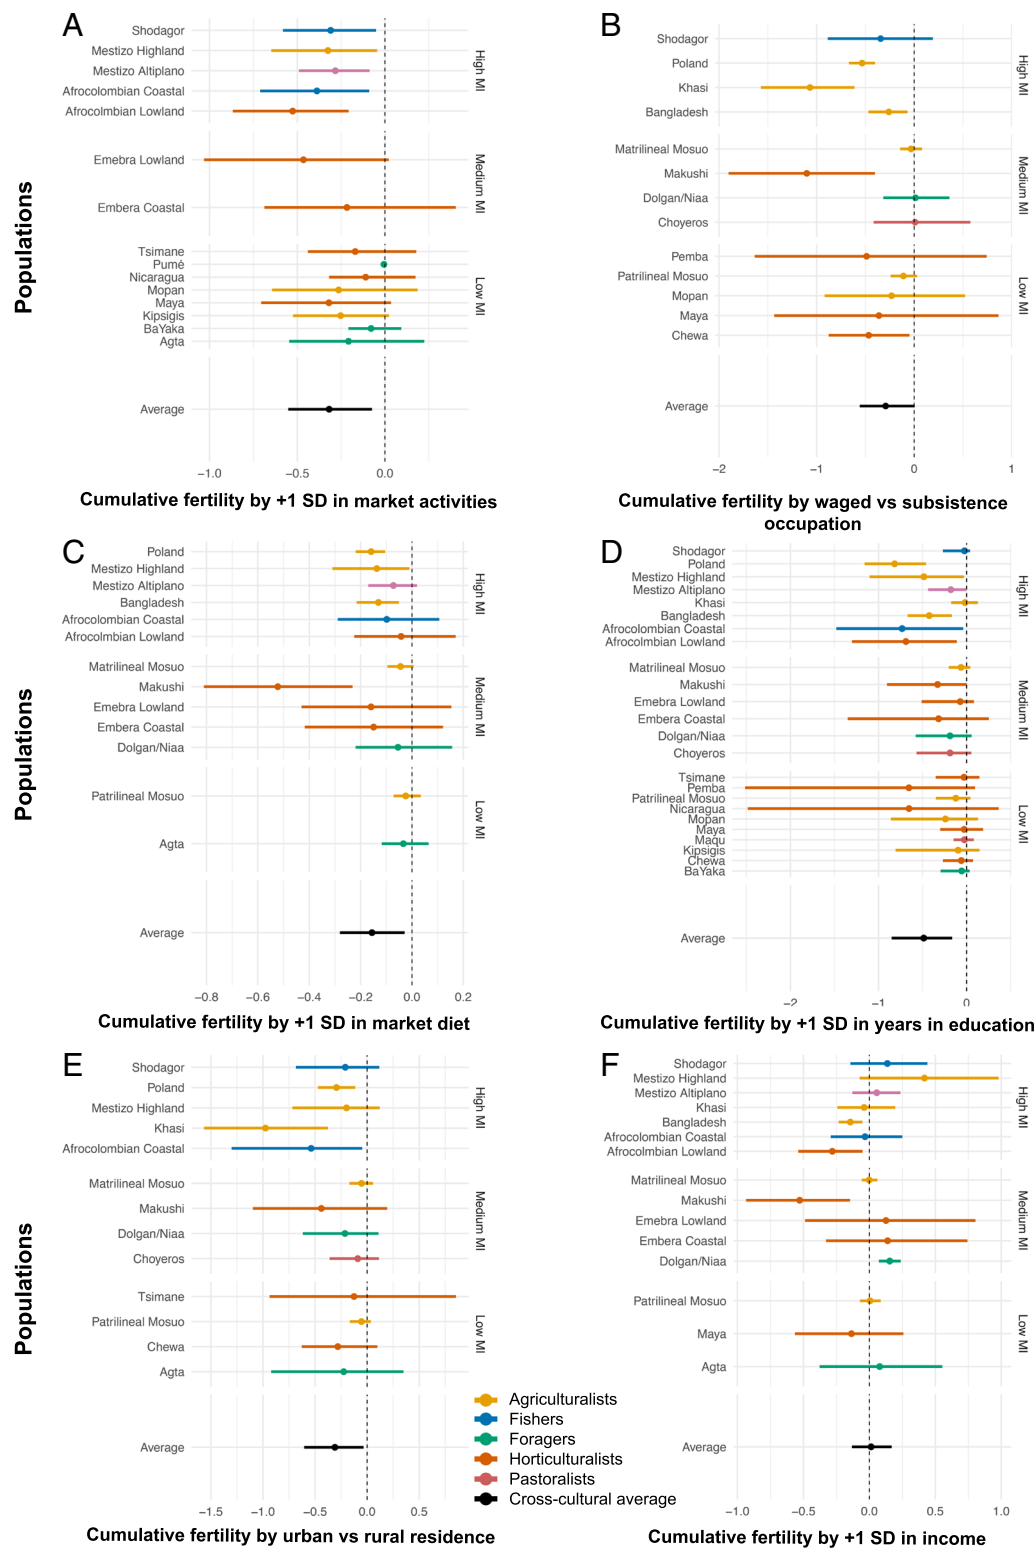 A
Populations
Shodagor
Mestizo Highland
Mestizo Altiplano
Afrocolombian Coastal
Afrocolmbian Lowland
High MI
Emebra Lowland
Embera Coastal
Medium MI
Tsimane
Pumé
Nicaragua
Mopan
Maya
Kipsigis
BaYaka
Agta
Low MI
Average
−1.0 −0.5 0.0
Cumulative fertility by +1 SD in market activities
B
Shodagor
Poland
Khasi
Bangladesh
High MI
Matrilineal Mosuo
Makushi
Dolgan/Niaa
Choyeros
Medium MI
Pemba
Patrilineal Mosuo
Mopan
Maya
Chewa
Low MI
Average
−2 −1 0 1
Cumulative fertility by waged vs subsistence
occupation
C
Populations
Poland
Mestizo Highland
Mestizo Altiplano
Bangladesh
Afrocolombian Coastal
Afrocolmbian Lowland
High MI
Matrilineal Mosuo
Makushi
Emebra Lowland
Embera Coastal
Dolgan/Niaa
Medium MI
Patrilineal Mosuo
Agta
Low MI
Average
−0.8 −0.6 −0.4 −0.2 0.0 0.2
Cumulative fertility by +1 SD in market diet
D
Shodagor
Poland
Mestizo Highland
Mestizo Altiplano
Khasi
Bangladesh
Afrocolombian Coastal
Afrocolmbian Lowland
High MI
Matrilineal Mosuo
Makushi
Emebra Lowland
Embera Coastal
Dolgan/Niaa
Choyeros
Medium MI
Tsimane
Pemba
Patrilineal Mosuo
Nicaragua
Mopan
Maya
Maqu
Kipsigis
Chewa
BaYaka
Low MI
Average
−2 −1 0
Cumulative fertility by +1 SD in years in education
E
Populations
Shodagor
Poland
Mestizo Highland
Khasi
Afrocolombian Coastal
High MI
Matrilineal Mosuo
Makushi
Dolgan/Niaa
Choyeros
Medium MI
Tsimane
Patrilineal Mosuo
Chewa
Agta
Low MI
Average
−1.5 −1.0 −0.5 0.0 0.5
Cumulative fertility by urban vs rural residence
F
Shodagor
Mestizo Highland
Mestizo Altiplano
Khasi
Bangladesh
Afrocolombian Coastal
Afrocolmbian Lowland
High MI
Matrilineal Mosuo
Makushi
Emebra Lowland
Embera Coastal
Dolgan/Niaa
Medium MI
Patrilineal Mosuo
Maya
Agta
Low MI
Average
−1.0 −0.5 0.0 0.5 1.0
Cumulative fertility by +1 SD in income
Agriculturalists
Fishers
Foragers
Horticulturalists
Pastoralists
Cross-cultural average